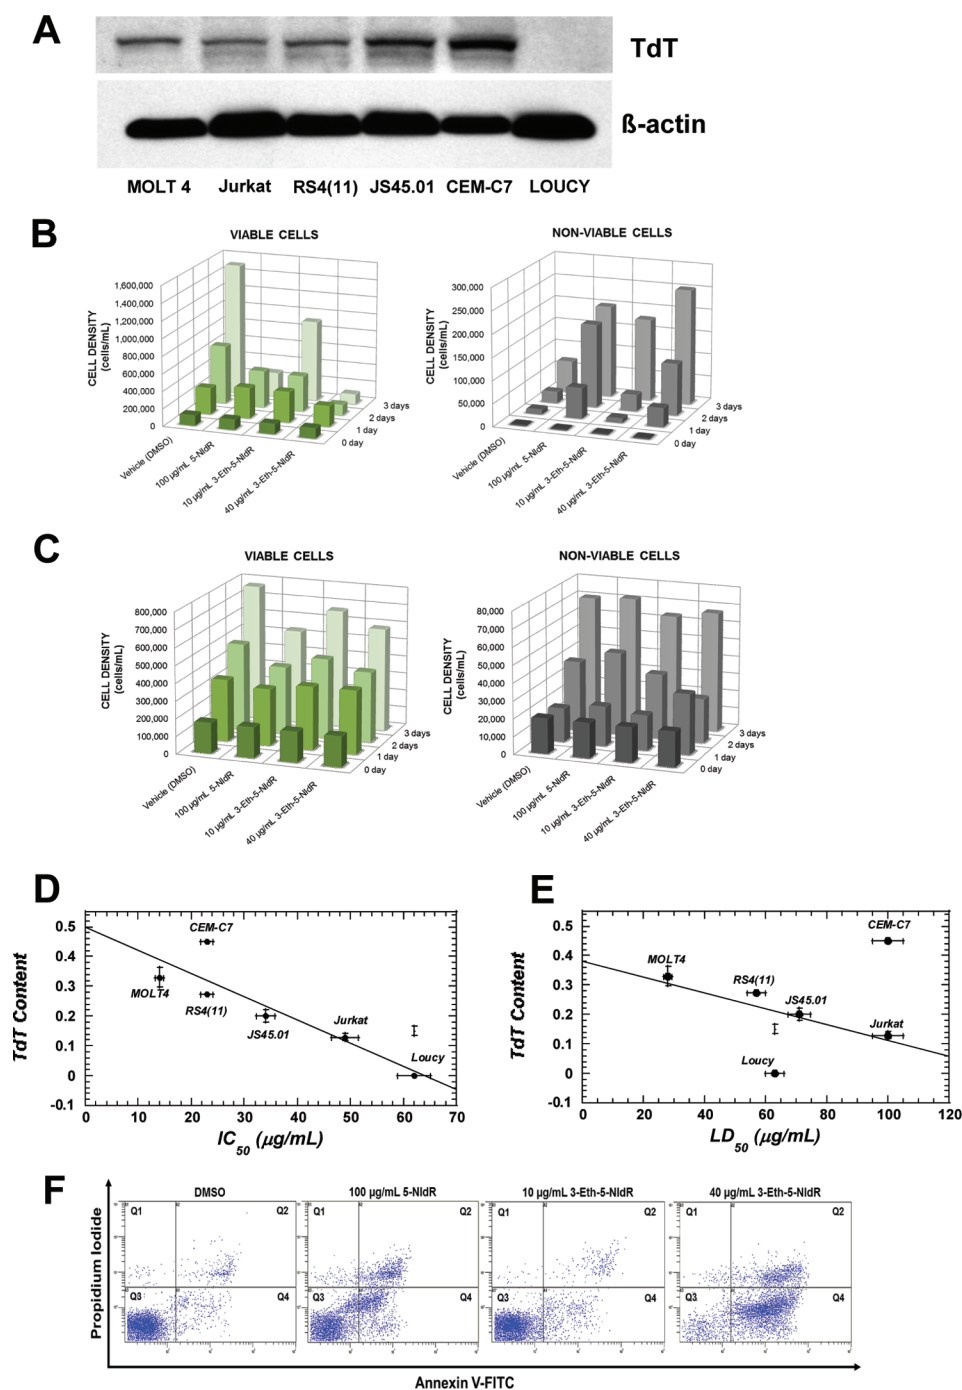 A
TdT
ß-actin
MOLT 4 Jurkat RS4(11) JS45.01 CEM-C7 LOUCY
B
VIABLE CELLS
CELL DENSITY
(cells/mL)
1,600,000
1,400,000
1,200,000
1,000,000
800,000
600,000
400,000
200,000
0
3 days
2 days
1 day
0 day
Vehicle (DMSO)
100 µg/mL 5-NIdR
10 µg/mL 3-Eth-5-NIdR
40 µg/mL 3-Eth-5-NIdR
NON-VIABLE CELLS
CELL DENSITY
(cells/mL)
300,000
250,000
200,000
150,000
100,000
50,000
0
3 days
2 days
1 day
0 day
Vehicle (DMSO)
100 µg/mL 5-NIdR
10 µg/mL 3-Eth-5-NIdR
40 µg/mL 3-Eth-5-NIdR
C
VIABLE CELLS
CELL DENSITY
(cells/mL)
800,000
700,000
600,000
500,000
400,000
300,000
200,000
100,000
0
3 days
2 days
1 day
0 day
Vehicle (DMSO)
100 µg/mL 5-NIdR
10 µg/mL 3-Eth-5-NIdR
40 µg/mL 3-Eth-5-NIdR
NON-VIABLE CELLS
CELL DENSITY
(cells/mL)
80,000
70,000
60,000
50,000
40,000
30,000
20,000
10,000
0
3 days
2 days
1 day
0 day
Vehicle (DMSO)
100 µg/mL 5-NIdR
10 µg/mL 3-Eth-5-NIdR
40 µg/mL 3-Eth-5-NIdR
D
TdT Content
0.5
0.4
0.3
0.2
0.1
0
-0.1
CEM-C7
MOLT4
RS4(11)
JS45.01
Jurkat
Loucy
0 10 20 30 40 50 60 70
IC50 (µg/mL)
E
TdT Content
0.5
0.4
0.3
0.2
0.1
0
-0.1
CEM-C7
MOLT4
RS4(11)
JS45.01
Jurkat
Loucy
0 20 40 60 80 100 120
LD50 (µg/mL)
F
Propidium Iodide
DMSO
Q1 Q2
Q3 Q4
100 µg/mL 5-NIdR
Q1 Q2
Q3 Q4
10 µg/mL 3-Eth-5-NIdR
Q1 Q2
Q3 Q4
40 µg/mL 3-Eth-5-NIdR
Q1 Q2
Q3 Q4
Annexin V-FITC